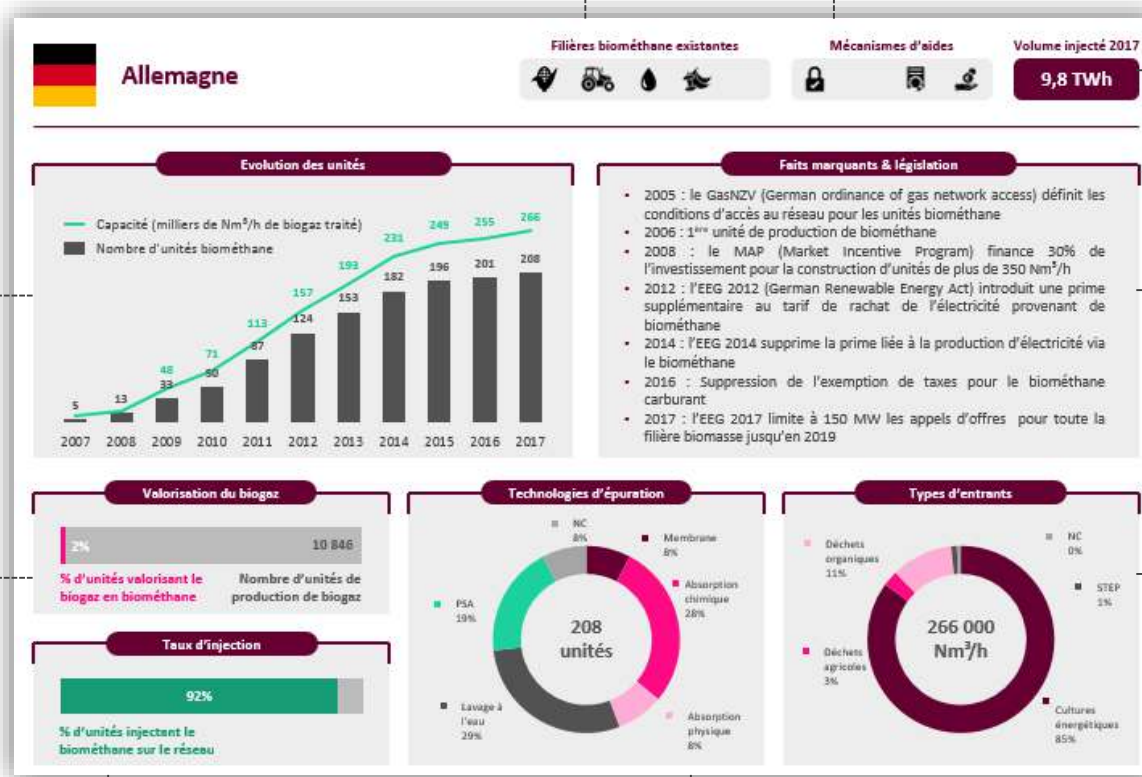 Allemagne
Filières biométhane existantes
Mécanismes d'aides
Volume injecté 2017
9,8 TWh
Evolution des unités
Capacité (milliers de Nm³/h de biogaz traité)
Nombre d'unités biométhane
5
13
48
33
71
50
113
87
157
124
193
153
231
182
249
196
255
201
266
208
2007 2008 2009 2010 2011 2012 2013 2014 2015 2016 2017
Faits marquants & législation
• 2005 : le GasNZV (German ordinance of gas network access) définit les
conditions d'accès au réseau pour les unités biométhane
• 2006 : 1ère unité de production de biométhane
• 2008 : le MAP (Market Incentive Program) finance 30% de
l'investissement pour la construction d'unités de plus de 350 Nm³/h
• 2012 : l'EEG 2012 (German Renewable Energy Act) introduit une prime
supplémentaire au tarif de rachat de l'électricité provenant de
biométhane
• 2014 : l'EEG 2014 supprime la prime liée à la production d'électricité via
le biométhane
• 2016 : Suppression de l'exemption de taxes pour le biométhane
carburant
• 2017 : l'EEG 2017 limite à 150 MW les appels d'offres pour toute la
filière biomasse jusqu'en 2019
Valorisation du biogaz
2%
10 846
% d'unités valorisant le
biogaz en biométhane
Nombre d'unités de
production de biogaz
Taux d'injection
92%
% d'unités injectant le
biométhane sur le réseau
Technologies d'épuration
NC
8%
Membrane
8%
Absorption
chimique
28%
PSA
19%
208
unités
Lavage à
l'eau
29%
Absorption
physique
8%
Types d'entrants
Déchets
organiques
11%
NC
0%
STEP
1%
266 000
Nm³/h
Déchets
agricoles
3%
Cultures
énergétiques
85%